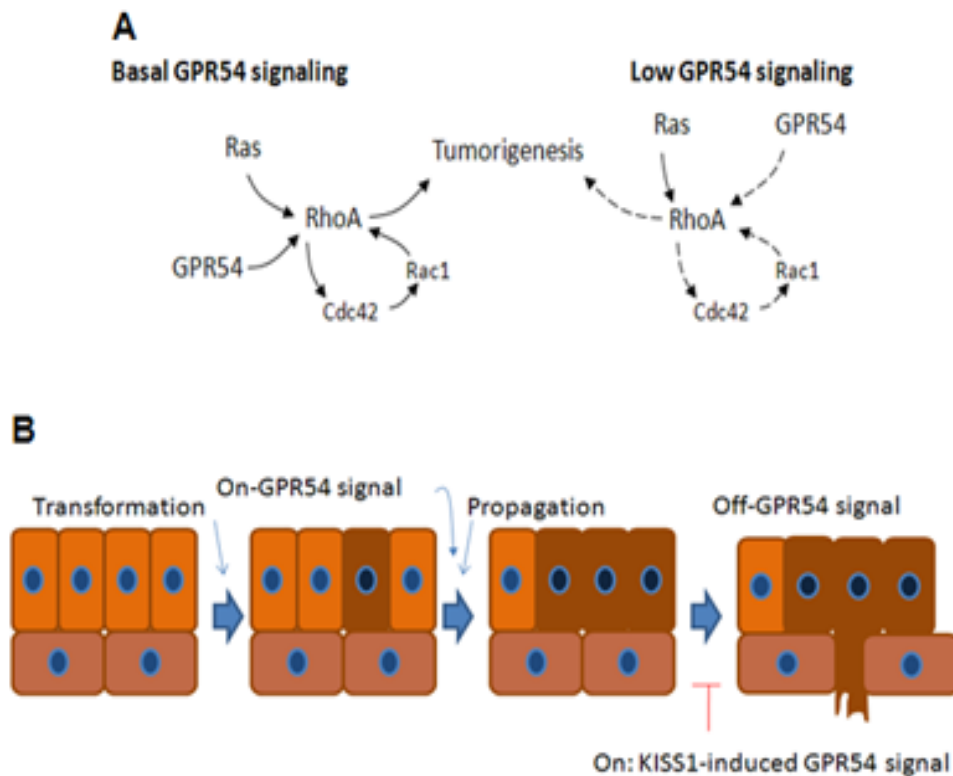 A
Basal GPR54 signaling
Low GPR54 signaling
Ras
Tumorigenesis
Ras
GPR54
RhoA
RhoA
GPR54
Rac1
Rac1
Cdc42
Cdc42
B
Transformation
On-GPR54 signal
Propagation
Off-GPR54 signal
On: KISS1-induced GPR54 signal